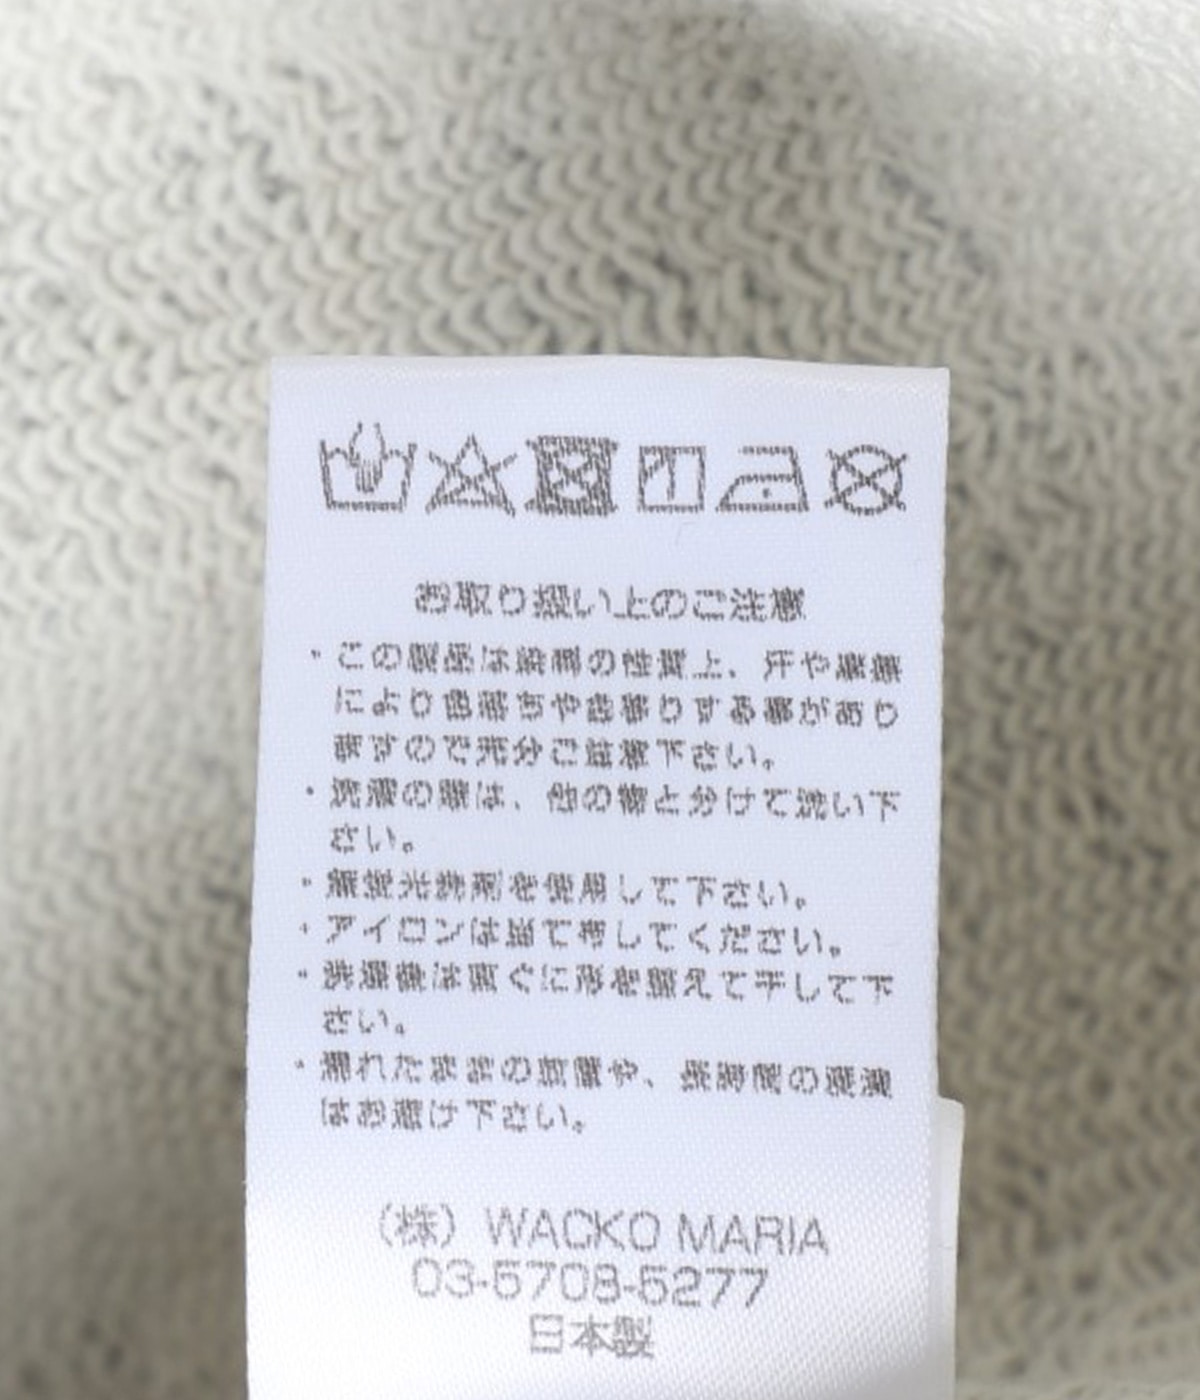 お取り扱い上のご注意
・この製品は染料の性質上、汗や摩擦
により色落ちや色移りする事があり
ますので充分ご注意下さい。
・洗濯の際は、他の物と分けて洗い下
さい。
・無蛍光洗剤を使用して下さい。
・アイロンは当て布してください。
・洗濯後は直ぐに形を整えて干して下
さい。
・濡れたままの放置や、長時間の浸漬
はお避け下さい。
(株) WACKO MARIA
03-5708-5277
日本製